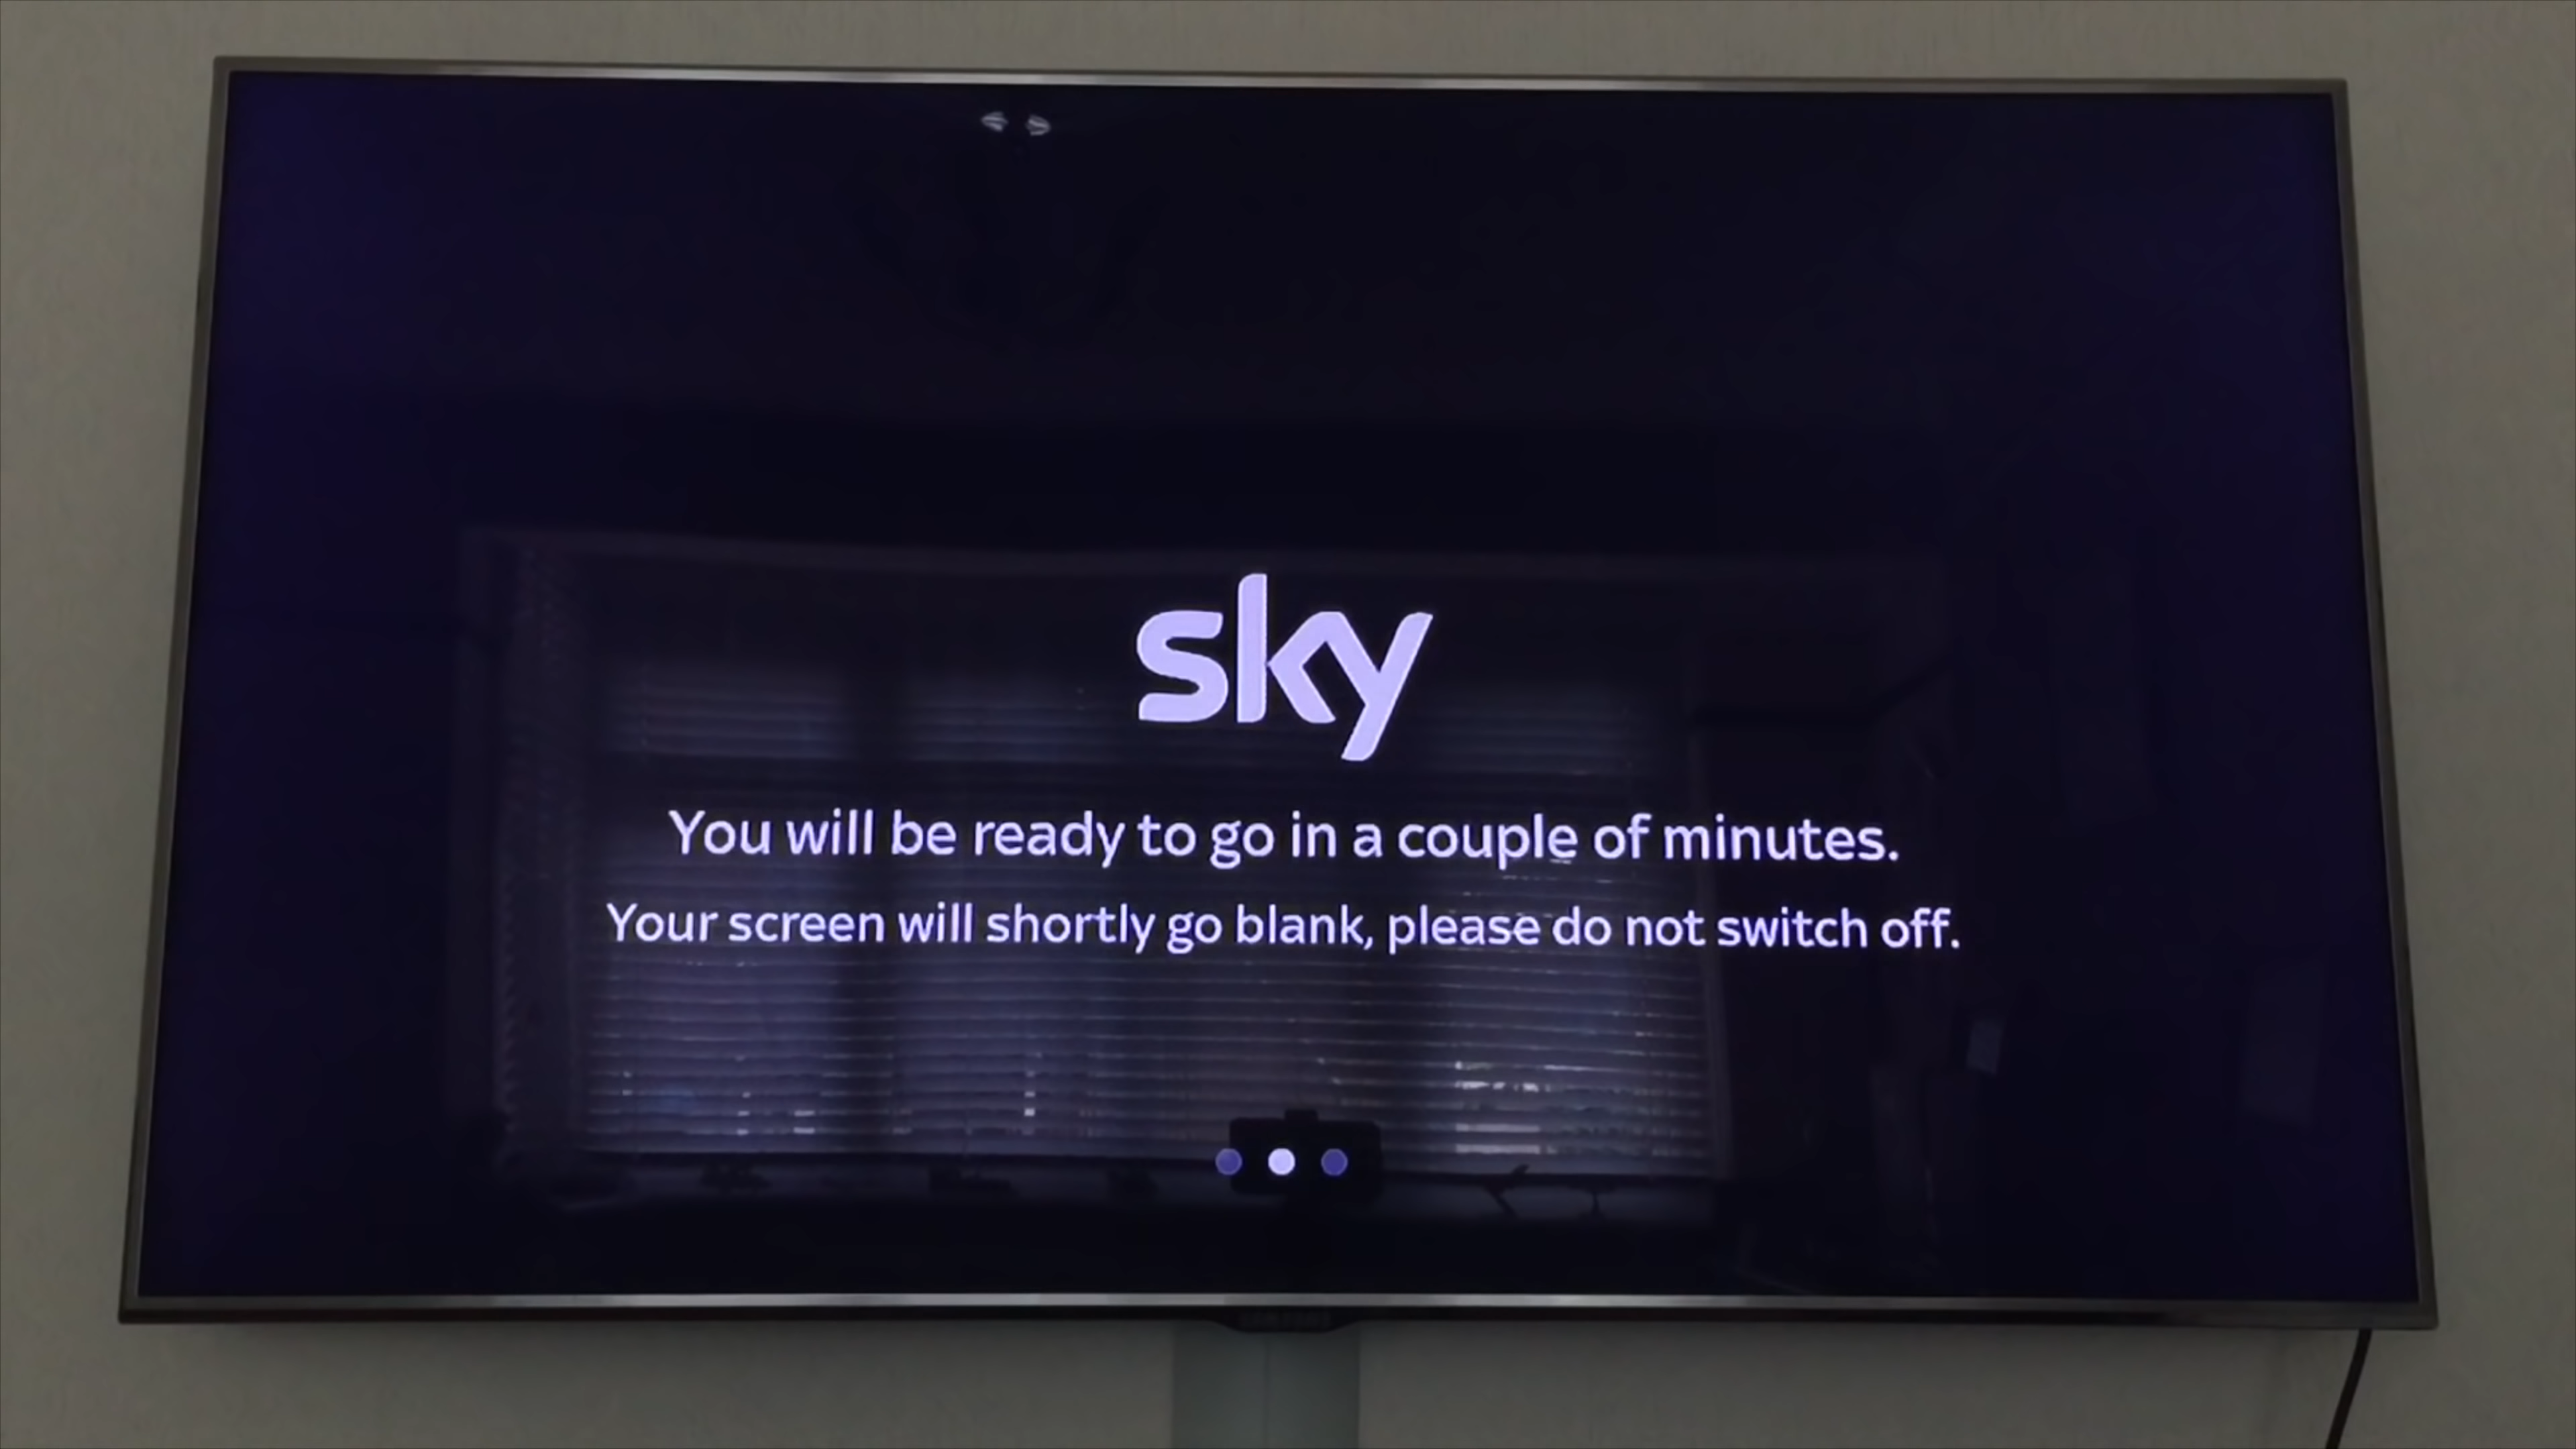 sky
You will be ready to go in a couple of minutes.
Your screen will shortly go blank, please do not switch off.